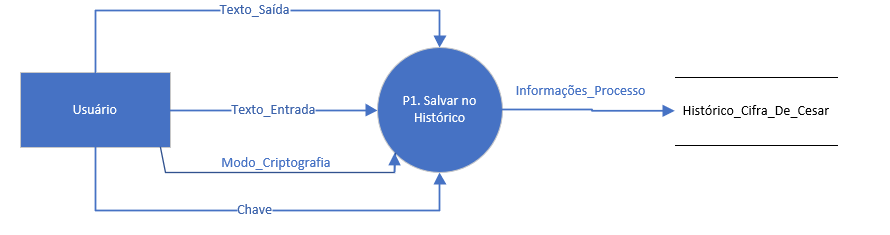 Texto_Saída
Usuário
Texto_Entrada
P1. Salvar no
Histórico
Informações_Processo
Histórico_Cifra_De_Cesar
Modo_Criptografia
Chave